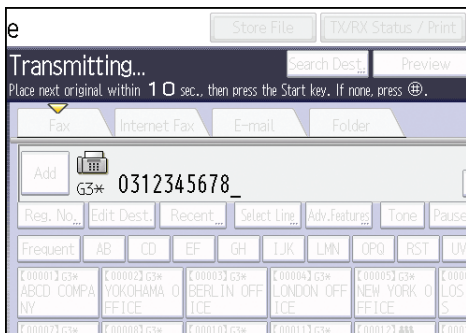 e
Store File
TX/RX Status / Print
Transmitting...
Search Dest.
Preview
Place next original within 10 sec., then press the Start key. If none, press ⊕.
Fax
Internet Fax
E-mail
Folder
Add
G3* 0312345678_
Reg. No.
Edit Dest.
Recent
Select Line
Adv.Features
Tone
Pause
Frequent
AB
CD
EF
GH
IJK
LMN
OPQ
RST
UV
[00001]G3* [00002]G3* [00003]G3* [00004]G3* [00005]G3* [000
ABCD COMPA YOKOHAMA O BERLIN OFF LONDON OFF NEW YORK O LOS
NY FFICE ICE ICE FFICE S